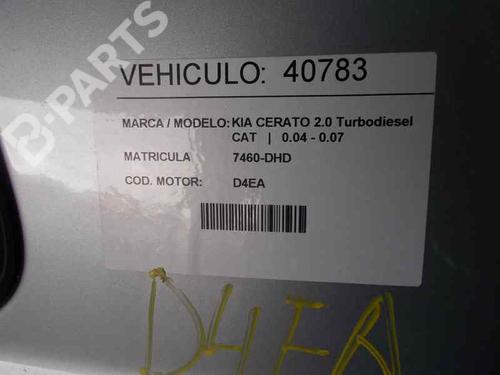 B-PARTS
VEHICULO: 40783
MARCA / MODELO: KIA CERATO 2.0 Turbodiesel
CAT | 0.04 - 0.07
MATRICULA 7460-DHD
COD. MOTOR: D4EA
D4EA